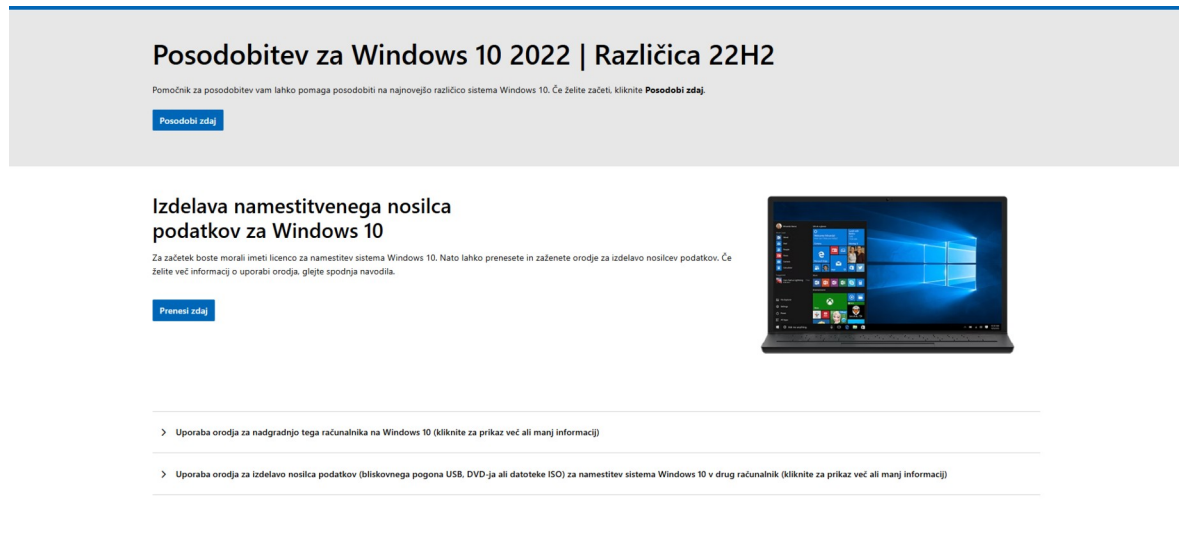 Posodobitev za Windows 10 2022 | Različica 22H2
Pomočnik za posodobitev vam lahko pomaga posodobiti na najnovejšo različico sistema Windows 10. Če želite začeti, kliknite Posodobi zdaj.
Posodobi zdaj
Izdelava namestitvenega nosilca
podatkov za Windows 10
Za začetek boste morali imeti licenco za namestitev sistema Windows 10. Nato lahko prenesete in zaženete orodje za izdelavo nosilcev podatkov. Če
želite več informacij o uporabi orodja, glejte spodnja navodila.
Prenesi zdaj
Uporaba orodja za nadgradnjo tega računalnika na Windows 10 (kliknite za prikaz več ali manj informacij)
Uporaba orodja za izdelavo nosilca podatkov (bliskovnega pogona USB, DVD-ja ali datoteke ISO) za namestitev sistema Windows 10 v drug računalnik (kliknite za prikaz več ali manj informacij)